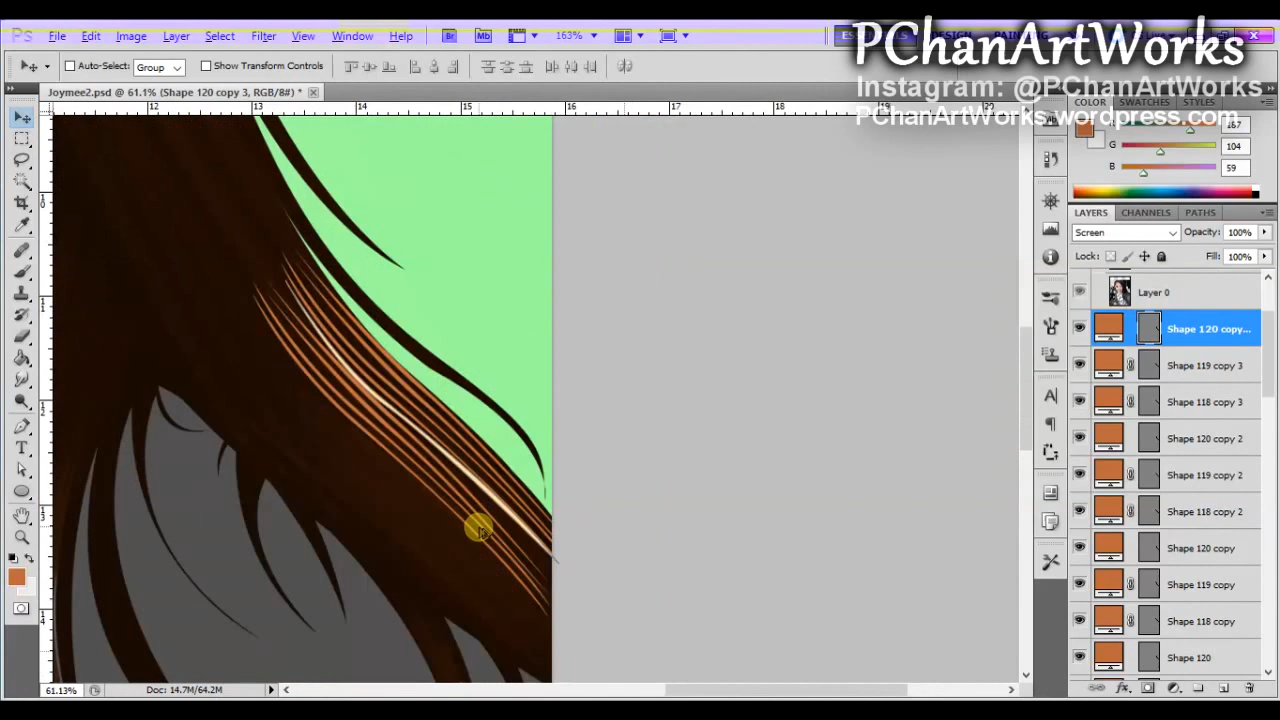 PChanArtWorks
Instagram: @PChanArtWorks
PChanArtWorks.wordpress.com
Ps File Edit Image Layer Select Filter View Window Help Br Mb 163%
Auto-Select: Group Show Transform Controls
Joymee2.psd @ 61.1% (Shape 120 copy 3, RGB/8#) *
12 13 14 15 16 17 18 19 20
COLOR SWATCHES STYLES
G 104
B 59
LAYERS CHANNELS PATHS
Screen Opacity: 100%
Lock: Fill: 100%
Layer 0
Shape 120 copy...
Shape 119 copy 3
Shape 118 copy 3
Shape 120 copy 2
Shape 119 copy 2
Shape 118 copy 2
Shape 120 copy
Shape 119 copy
Shape 118 copy
Shape 120
61.13% Doc: 14.7M/64.2M